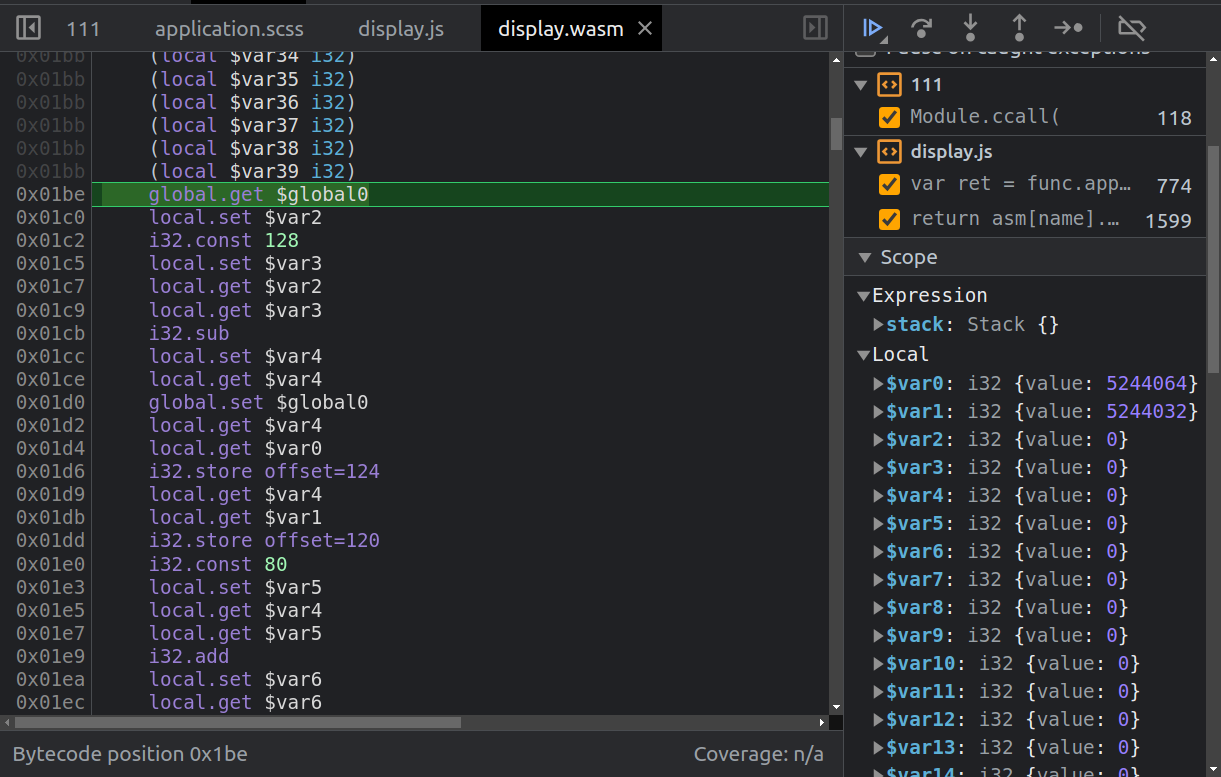 111 application.scss display.js display.wasm
0x01bb (local $var34 i32)
0x01bb (local $var35 i32)
0x01bb (local $var36 i32)
0x01bb (local $var37 i32)
0x01bb (local $var38 i32)
0x01bb (local $var39 i32)
0x01be global.get $global0
0x01c0 local.set $var2
0x01c2 i32.const 128
0x01c5 local.set $var3
0x01c7 local.get $var2
0x01c9 local.get $var3
0x01cb i32.sub
0x01cc local.set $var4
0x01ce local.get $var4
0x01d0 global.set $global0
0x01d2 local.get $var4
0x01d4 local.get $var0
0x01d6 i32.store offset=124
0x01d9 local.get $var4
0x01db local.get $var1
0x01dd i32.store offset=120
0x01e0 i32.const 80
0x01e3 local.set $var5
0x01e5 local.get $var4
0x01e7 local.get $var5
0x01e9 i32.add
0x01ea local.set $var6
0x01ec local.get $var6
Bytecode position 0x1be Coverage: n/a
Pause on caught exceptions
111
Module.ccall( 118
display.js
var ret = func.app… 774
return asm[name].… 1599
Scope
Expression
stack: Stack {}
Local
$var0: i32 {value: 5244064}
$var1: i32 {value: 5244032}
$var2: i32 {value: 0}
$var3: i32 {value: 0}
$var4: i32 {value: 0}
$var5: i32 {value: 0}
$var6: i32 {value: 0}
$var7: i32 {value: 0}
$var8: i32 {value: 0}
$var9: i32 {value: 0}
$var10: i32 {value: 0}
$var11: i32 {value: 0}
$var12: i32 {value: 0}
$var13: i32 {value: 0}
$var14: i32 {value: 0}